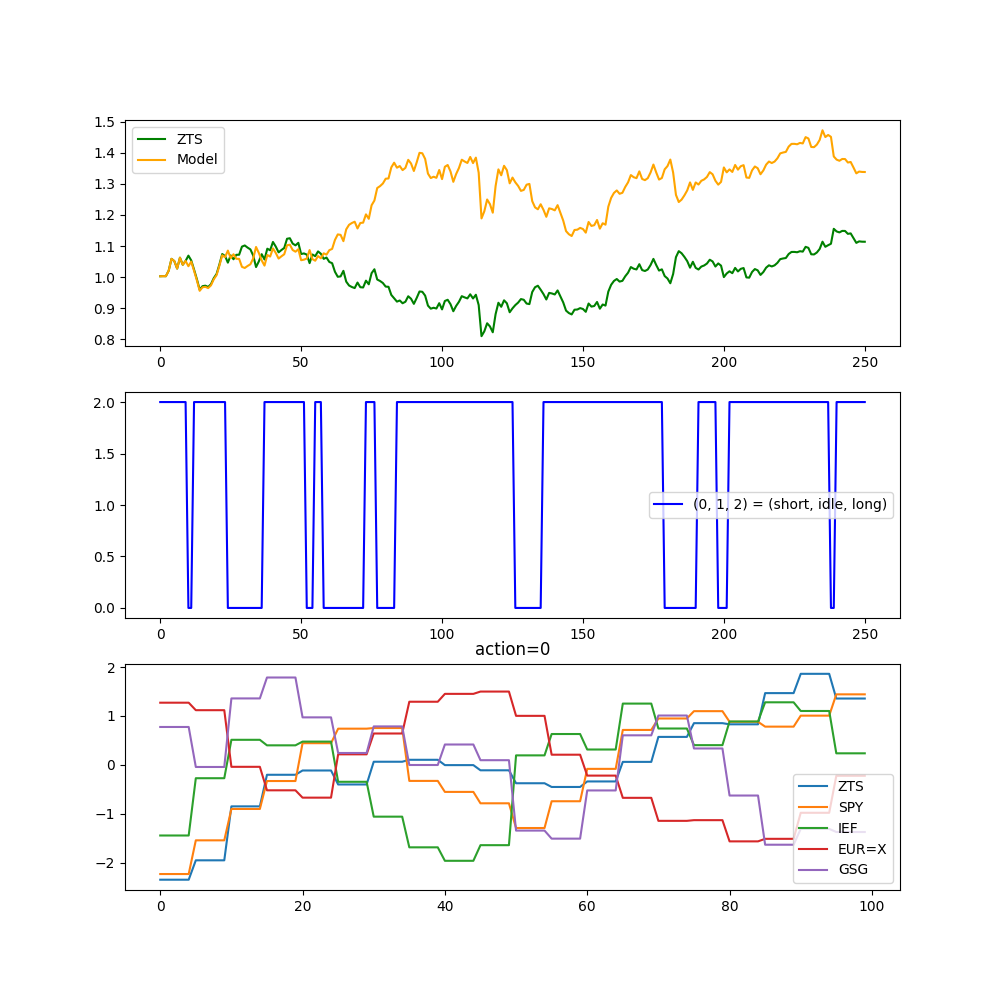 1.5
1.4
1.3
1.2
1.1
1.0
0.9
0.8
ZTS
Model
0 50 100 150 200 250
2.0
1.5
1.0
0.5
0.0
(0, 1, 2) = (short, idle, long)
0 50 100 150 200 250
action=0
2
1
0
−1
−2
ZTS
SPY
IEF
EUR=X
GSG
0 20 40 60 80 100